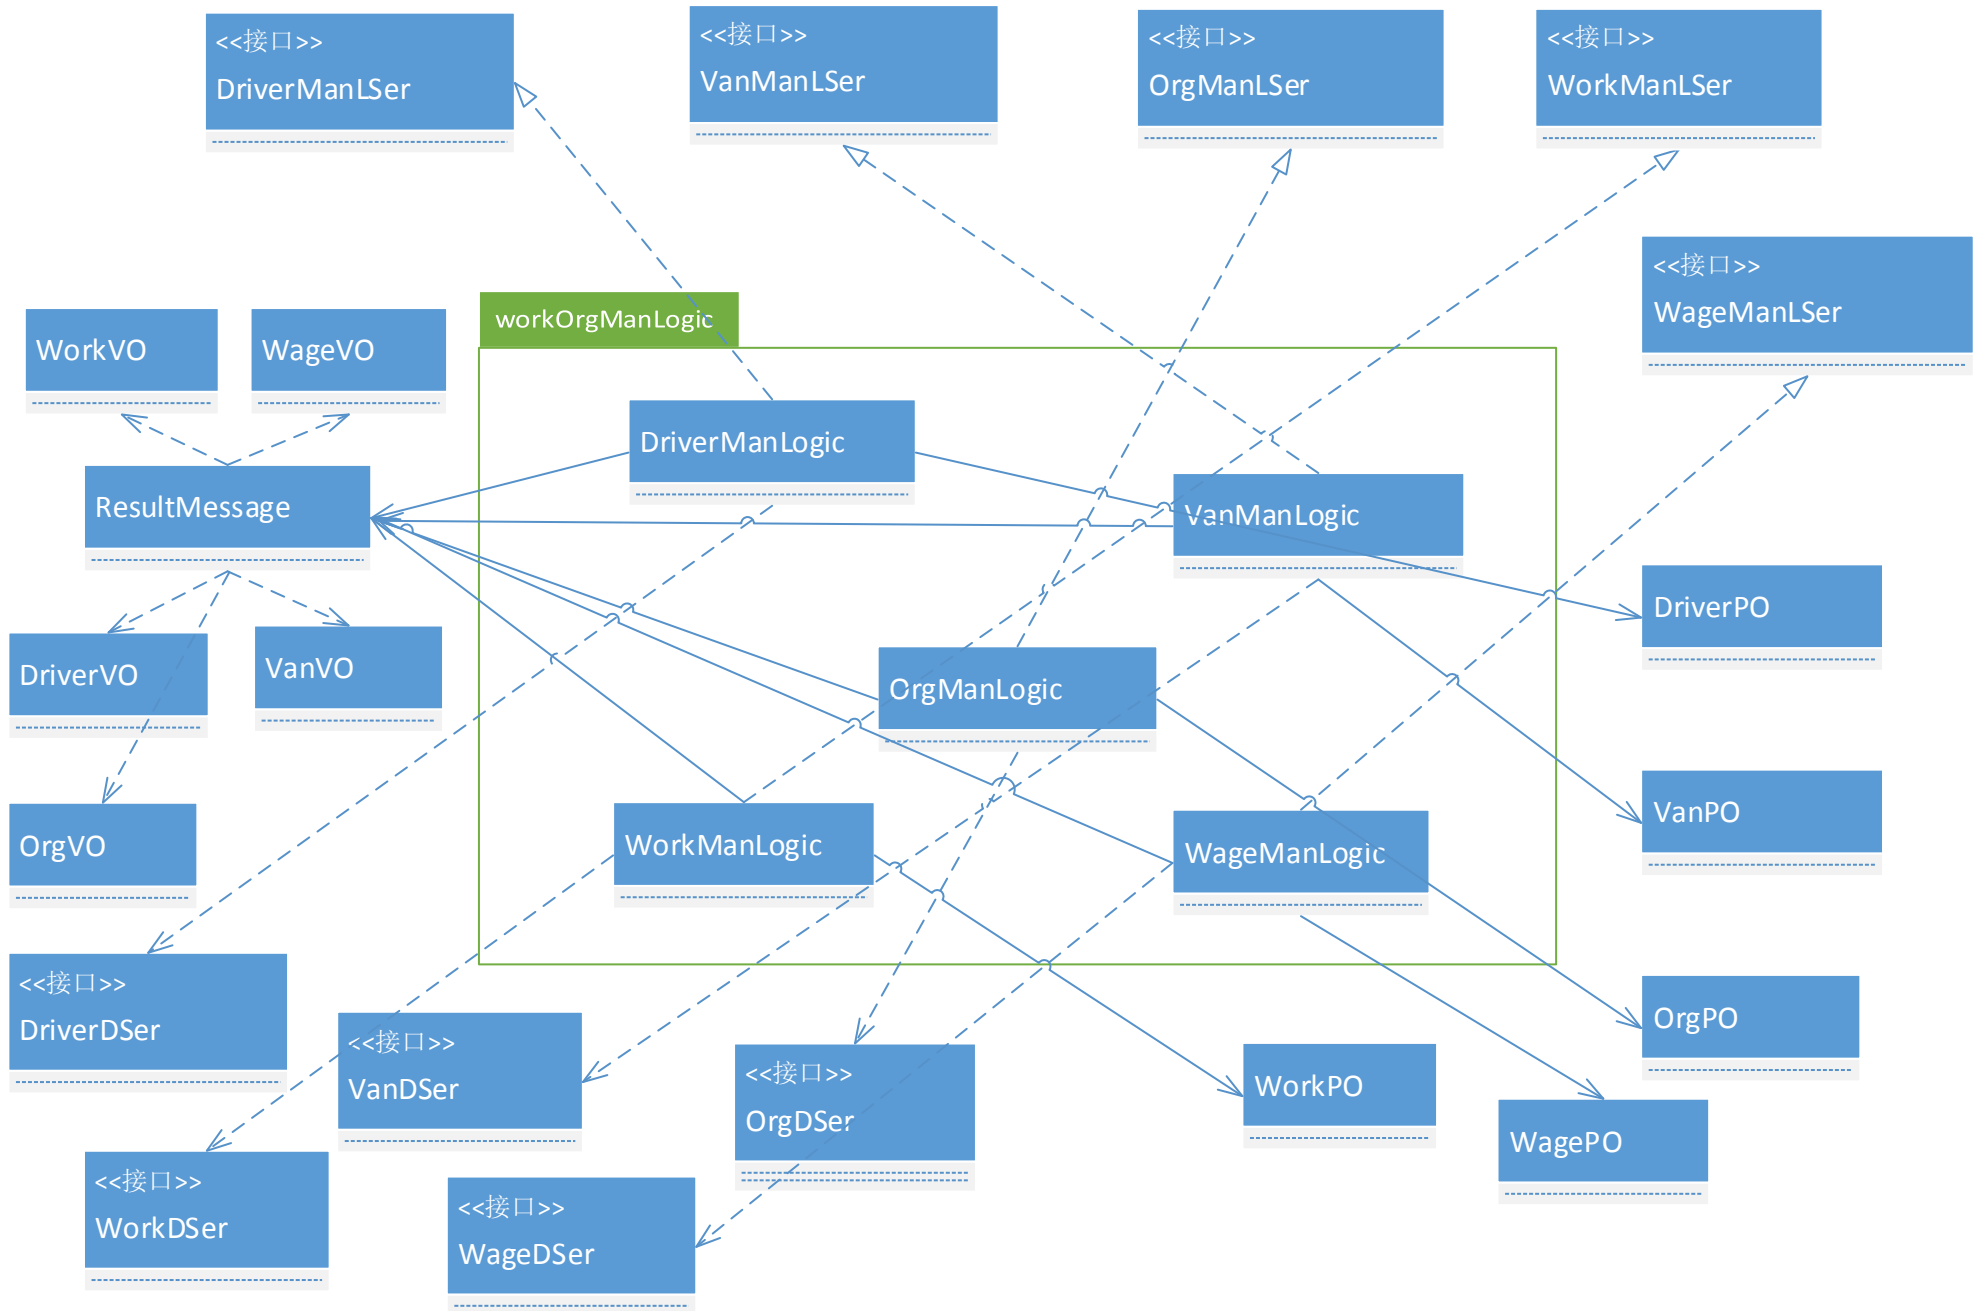 <<接口>>
DriverManLSer
<<接口>>
VanManLSer
<<接口>>
OrgManLSer
<<接口>>
WorkManLSer
<<接口>>
WageManLSer
workOrgManLogic
WorkVO
WageVO
DriverManLogic
ResultMessage
VanManLogic
DriverPO
DriverVO
VanVO
OrgManLogic
VanPO
OrgVO
WorkManLogic
WageManLogic
<<接口>>
DriverDSer
<<接口>>
VanDSer
<<接口>>
OrgDSer
OrgPO
WorkPO
WagePO
<<接口>>
WorkDSer
<<接口>>
WageDSer